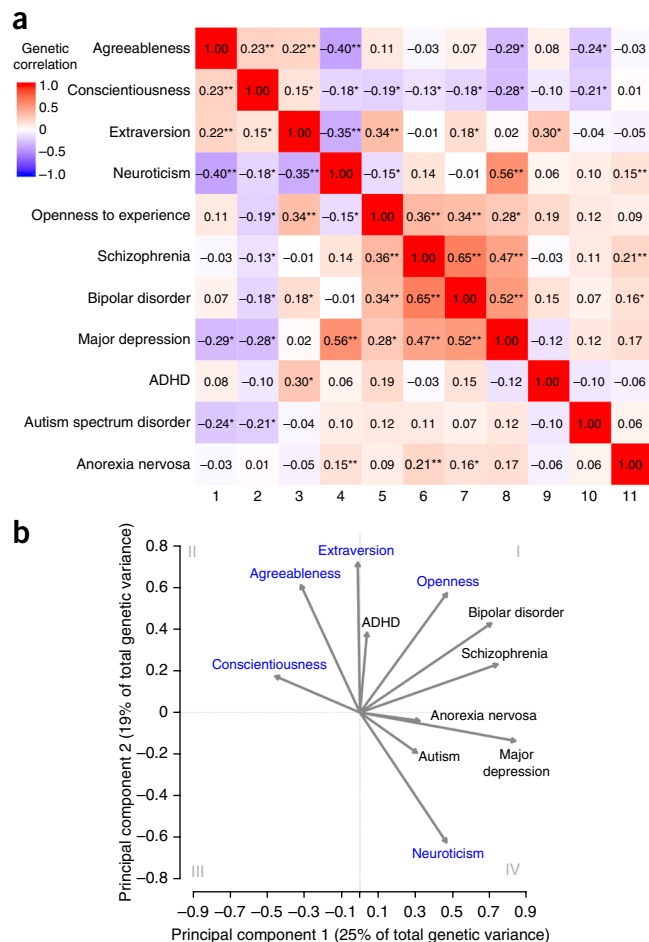 a
Genetic
correlation
1.0
0.5
0
−0.5
−1.0
Agreeableness 1.00 0.23** 0.22** −0.40** 0.11 −0.03 0.07 −0.29* 0.08 −0.24* −0.03
Conscientiousness 0.23** 1.00 0.15* −0.18* −0.19* −0.13* −0.18* −0.28* −0.10 −0.21* 0.01
Extraversion 0.22** 0.15* 1.00 −0.35** 0.34** −0.01 0.18* 0.02 0.30* −0.04 −0.05
Neuroticism −0.40** −0.18* −0.35** 1.00 −0.15* 0.14 −0.01 0.56** 0.06 0.10 0.15**
Openness to experience 0.11 −0.19* 0.34** −0.15* 1.00 0.36** 0.34** 0.28* 0.19 0.12 0.09
Schizophrenia −0.03 −0.13* −0.01 0.14 0.36** 1.00 0.65** 0.47** −0.03 0.11 0.21**
Bipolar disorder 0.07 −0.18* 0.18* −0.01 0.34** 0.65** 1.00 0.52** 0.15 0.07 0.16*
Major depression −0.29* −0.28* 0.02 0.56** 0.28* 0.47** 0.52** 1.00 −0.12 0.12 0.17
ADHD 0.08 −0.10 0.30* 0.06 0.19 −0.03 0.15 −0.12 1.00 −0.10 −0.06
Autism spectrum disorder −0.24* −0.21* −0.04 0.10 0.12 0.11 0.07 0.12 −0.10 1.00 0.06
Anorexia nervosa −0.03 0.01 −0.05 0.15** 0.09 0.21** 0.16* 0.17 −0.06 0.06 1.00
1 2 3 4 5 6 7 8 9 10 11
b
Principal component 2 (19% of total genetic variance)
0.8
0.6
0.4
0.2
0
−0.2
−0.4
−0.6
−0.8
II
I
Extraversion
Agreeableness
Openness
ADHD
Bipolar disorder
Schizophrenia
Conscientiousness
Anorexia nervosa
Autism
Major
depression
Neuroticism
III
IV
−0.9 −0.7 −0.5 −0.3 −0.1 0.1 0.3 0.5 0.7 0.9
Principal component 1 (25% of total genetic variance)